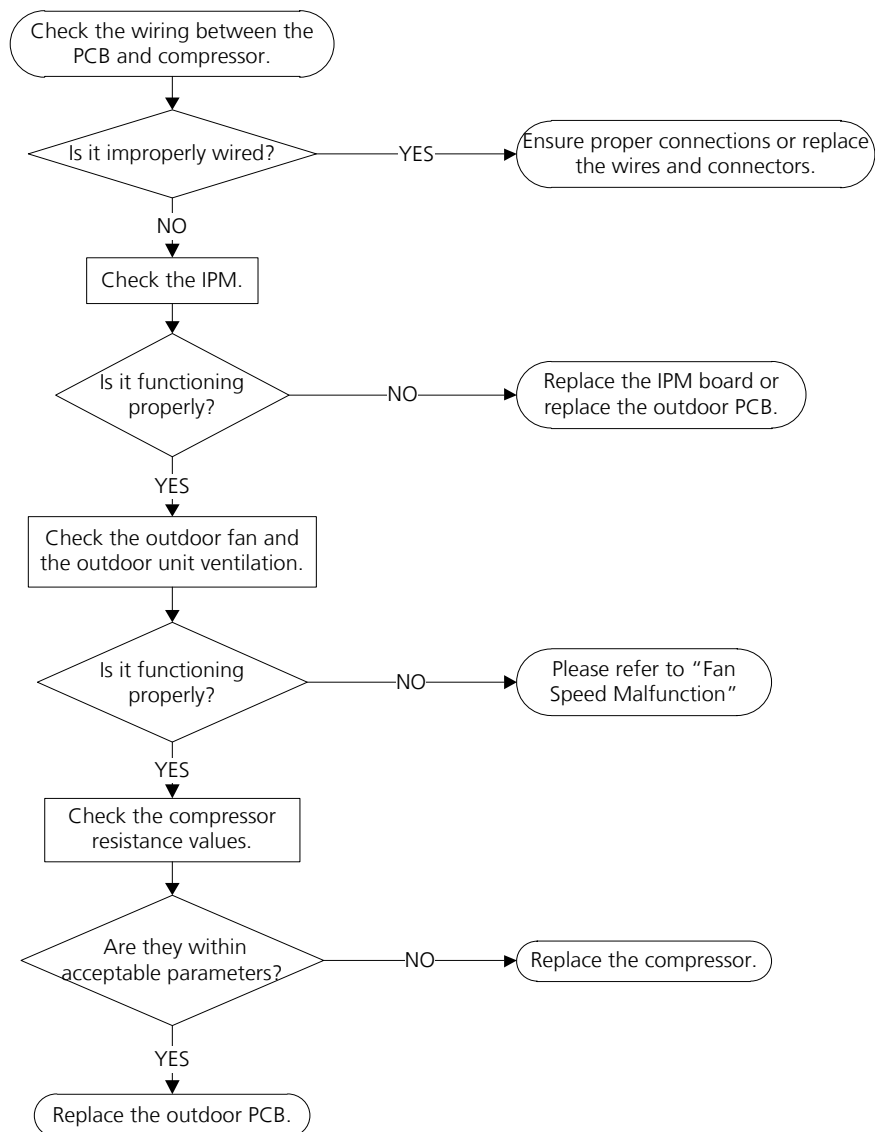 Check the wiring between the
PCB and compressor.
Is it improperly wired?
YES
Ensure proper connections or replace
the wires and connectors.
NO
Check the IPM.
Is it functioning
properly?
NO
Replace the IPM board or
replace the outdoor PCB.
YES
Check the outdoor fan and
the outdoor unit ventilation.
Is it functioning
properly?
NO
Please refer to “Fan
Speed Malfunction”
YES
Check the compressor
resistance values.
Are they within
acceptable parameters?
NO
Replace the compressor.
YES
Replace the outdoor PCB.